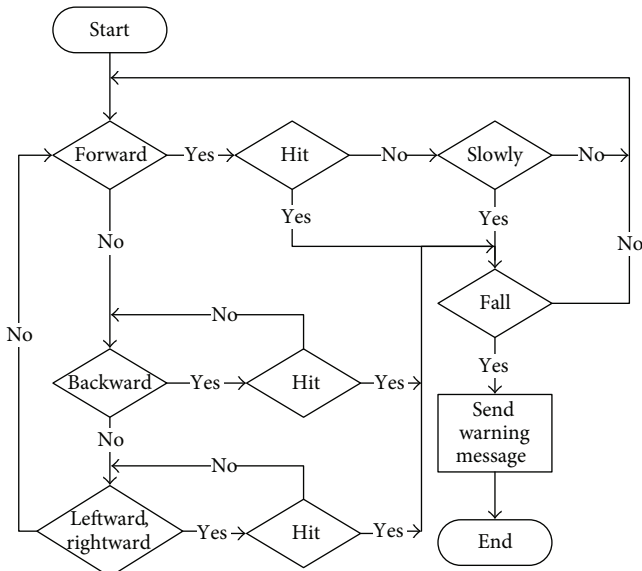 Start
Forward
Yes
Hit
No
Slowly
No
No
Yes
Yes
No
No
Fall
No
Backward
Yes
Hit
Yes
Yes
No
Send
warning
message
No
Leftward,
rightward
Yes
Hit
Yes
End